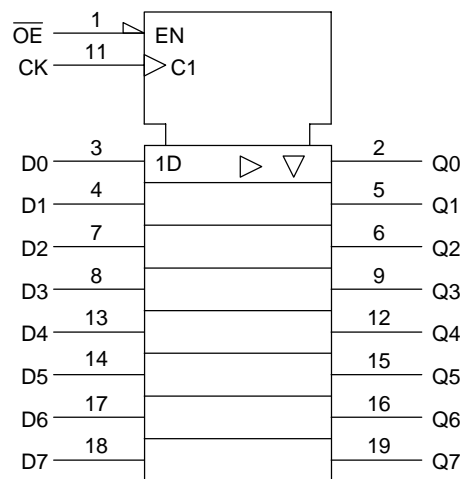 OE 1 EN
CK 11 C1
D0 3 1D 2 Q0
D1 4 5 Q1
D2 7 6 Q2
D3 8 9 Q3
D4 13 12 Q4
D5 14 15 Q5
D6 17 16 Q6
D7 18 19 Q7